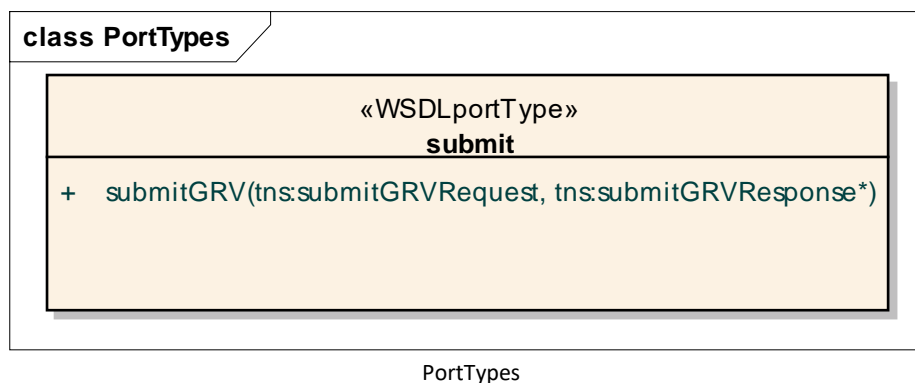 class PortTypes
«WSDLportType»
submit
+ submitGRV(tns:submitGRVRequest, tns:submitGRVResponse*)
PortTypes